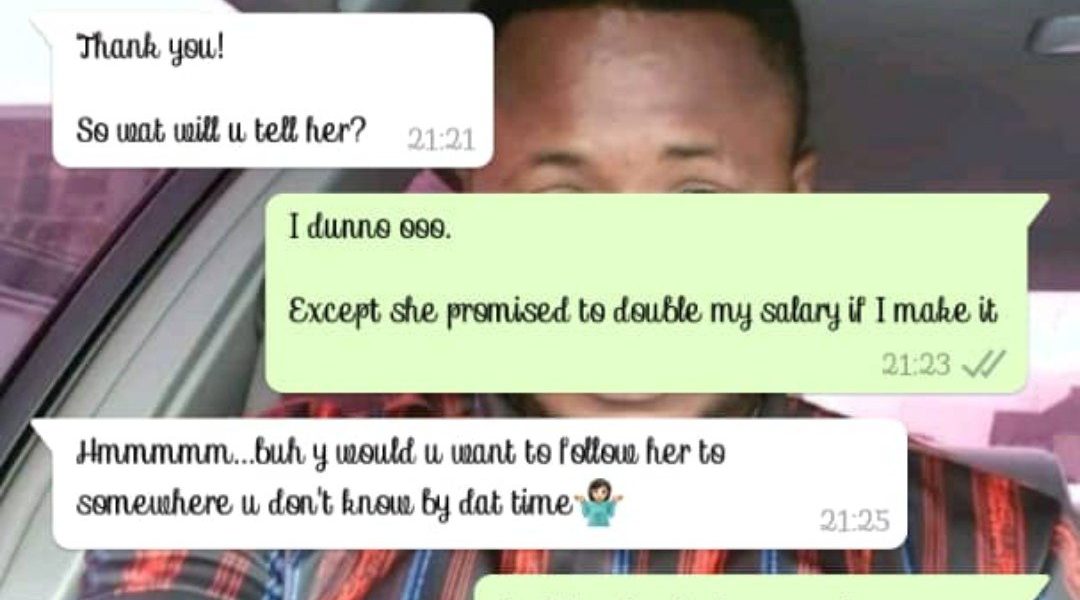 Thank you!
So wat will u tell her?
21:21
I dunno ooo.
Except she promised to double my salary if I make it
21:23
Hmmmmm...buh y would u want to follow her to
somewhere u don't know by dat time🤷🏻‍♀️
21:25